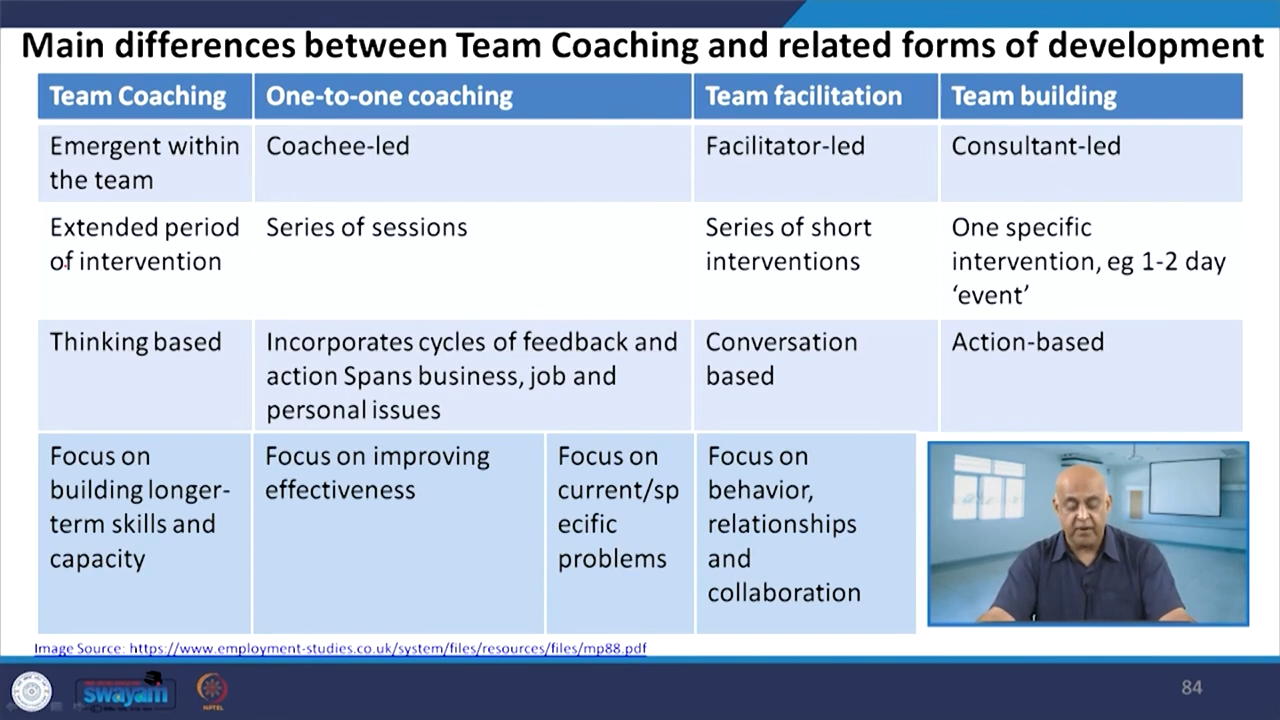 Main differences between Team Coaching and related forms of development
Team Coaching
One-to-one coaching
Team facilitation
Team building
Emergent within
the team
Coachee-led
Facilitator-led
Consultant-led
Extended period
of intervention
Series of sessions
Series of short
interventions
One specific
intervention, eg 1-2 day
‘event’
Thinking based
Incorporates cycles of feedback and
action Spans business, job and
personal issues
Conversation
based
Action-based
Focus on
building longer-
term skills and
capacity
Focus on improving
effectiveness
Focus on
current/sp
ecific
problems
Focus on
behavior,
relationships
and
collaboration
Image Source: https://www.employment-studies.co.uk/system/files/resources/files/mp88.pdf
swayam
NPTEL
84